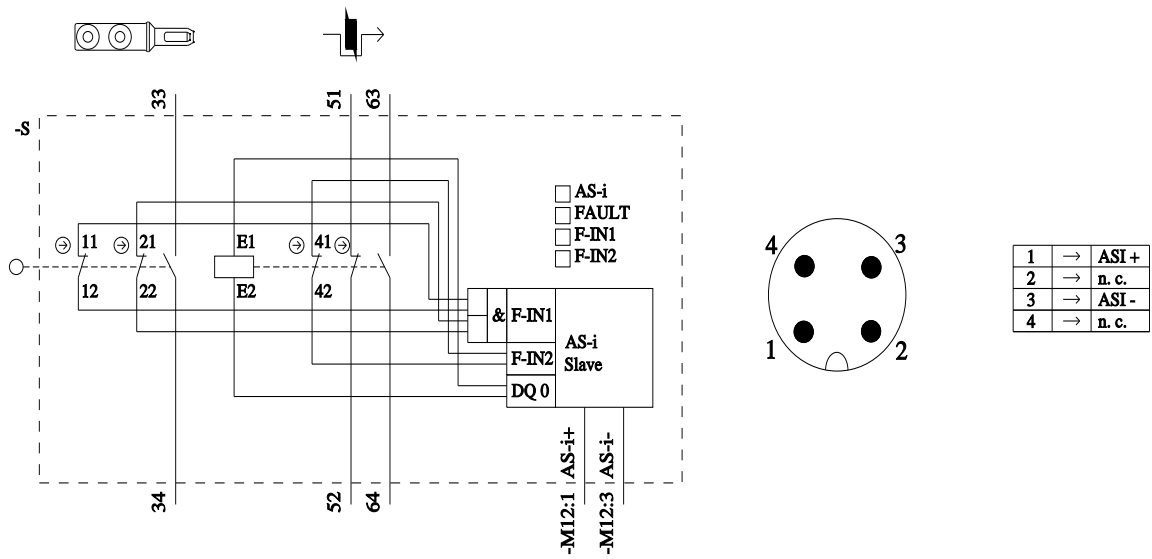 33
51
63
-S
AS-i
FAULT
F-IN1
F-IN2
11
21
E1
41
12
22
E2
42
& F-IN1
F-IN2
DQ 0
AS-i
Slave
AS-i+
AS-i-
34
52
64
-M12:1
-M12:3
4
3
1
2
1 → ASI +
2 → n. c.
3 → ASI -
4 → n. c.